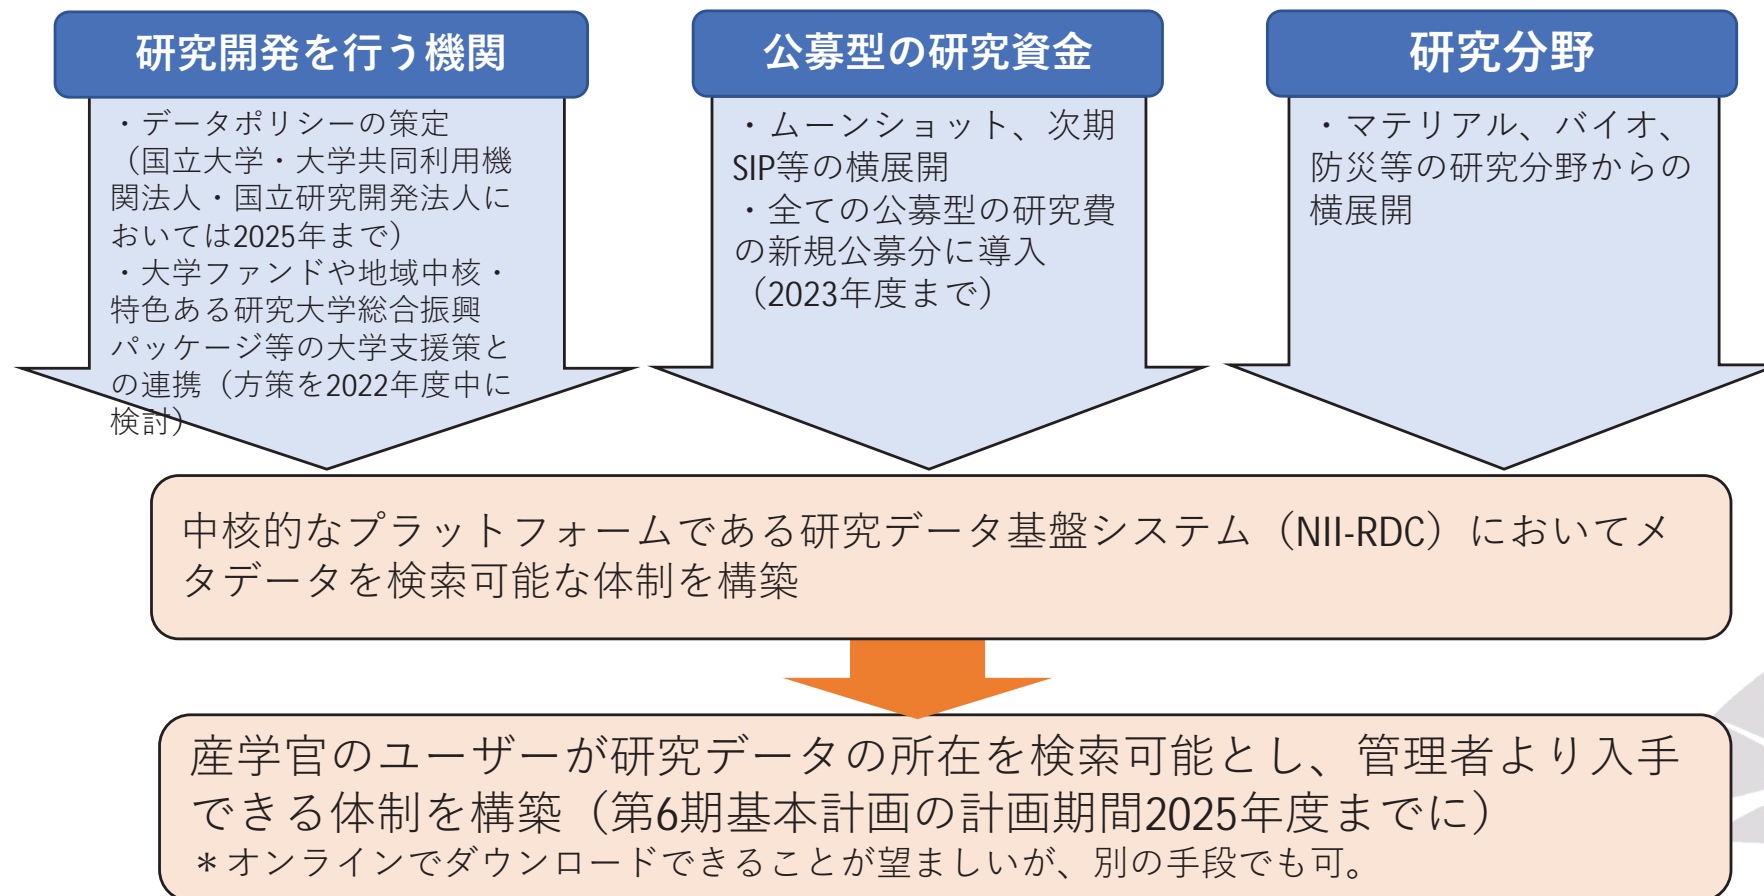 研究開発を行う機関
・データポリシーの策定
（国立大学・大学共同利用機
関法人・国立研究開発法人に
おいては2025年まで）
・大学ファンドや地域中核・
特色ある研究大学総合振興
パッケージ等の大学支援策と
の連携（方策を2022年度中に
検討）
公募型の研究資金
・ムーンショット、次期
SIP等の横展開
・全ての公募型の研究費
の新規公募分に導入
（2023年度まで）
研究分野
・マテリアル、バイオ、
防災等の研究分野からの
横展開
中核的なプラットフォームである研究データ基盤システム（NII-RDC）においてメ
タデータを検索可能な体制を構築
産学官のユーザーが研究データの所在を検索可能とし、管理者より入手
できる体制を構築（第6期基本計画の計画期間2025年度までに）
＊オンラインでダウンロードできることが望ましいが、別の手段でも可。